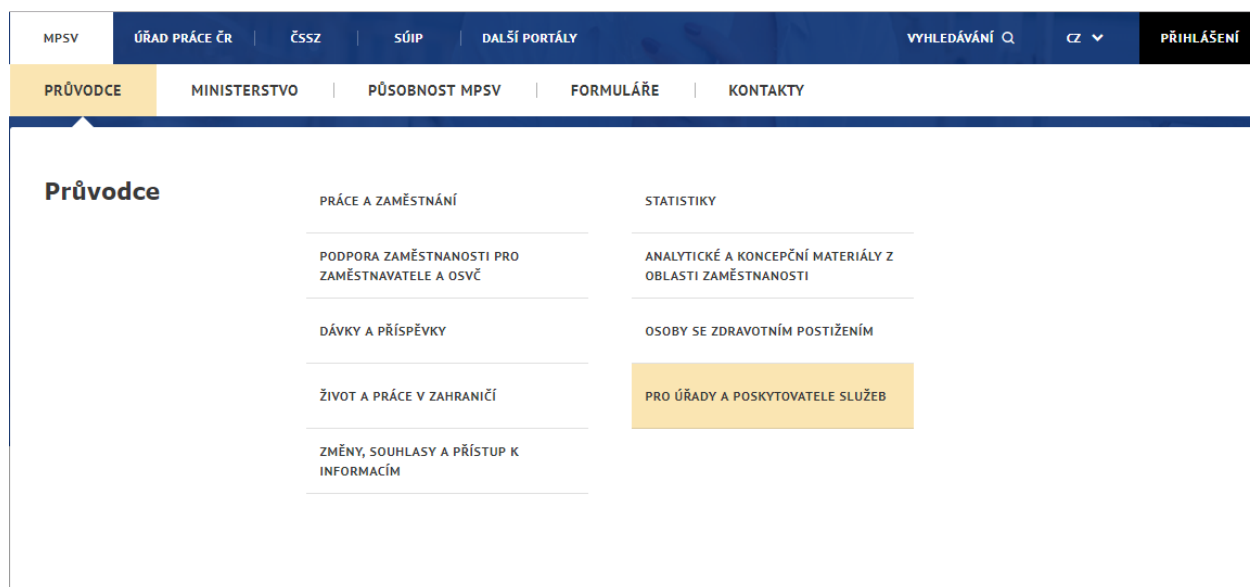 MPSV
ÚŘAD PRÁCE ČR
ČSSZ
SÚIP
DALŠÍ PORTÁLY
VYHLEDÁVÁNÍ
CZ
PŘIHLÁŠENÍ
PRŮVODCE
MINISTERSTVO
PŮSOBNOST MPSV
FORMULÁŘE
KONTAKTY
Průvodce
PRÁCE A ZAMĚSTNÁNÍ
PODPORA ZAMĚSTNANOSTI PRO
ZAMĚSTNAVATELE A OSVČ
DÁVKY A PŘÍSPĚVKY
ŽIVOT A PRÁCE V ZAHRANIČÍ
ZMĚNY, SOUHLASY A PŘÍSTUP K
INFORMACÍM
STATISTIKY
ANALYTICKÉ A KONCEPČNÍ MATERIÁLY Z
OBLASTI ZAMĚSTNANOSTI
OSOBY SE ZDRAVOTNÍM POSTIŽENÍM
PRO ÚŘADY A POSKYTOVATELE SLUŽEB